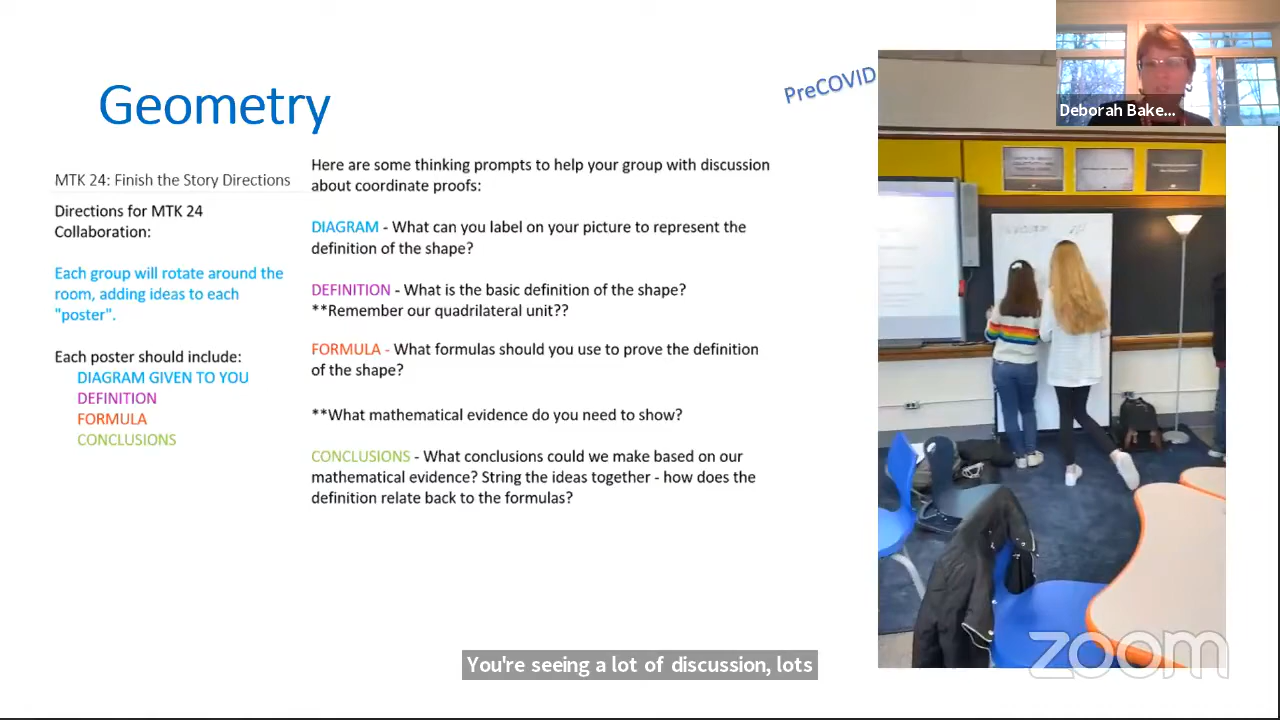 Geometry
PreCOVID
Deborah Bake...
MTK 24: Finish the Story Directions
Directions for MTK 24
Collaboration:
Each group will rotate around the
room, adding ideas to each
"poster".
Each poster should include:
DIAGRAM GIVEN TO YOU
DEFINITION
FORMULA
CONCLUSIONS
Here are some thinking prompts to help your group with discussion
about coordinate proofs:
DIAGRAM - What can you label on your picture to represent the
definition of the shape?
DEFINITION - What is the basic definition of the shape?
**Remember our quadrilateral unit??
FORMULA - What formulas should you use to prove the definition
of the shape?
**What mathematical evidence do you need to show?
CONCLUSIONS - What conclusions could we make based on our
mathematical evidence? String the ideas together - how does the
definition relate back to the formulas?
You're seeing a lot of discussion, lots
zoom